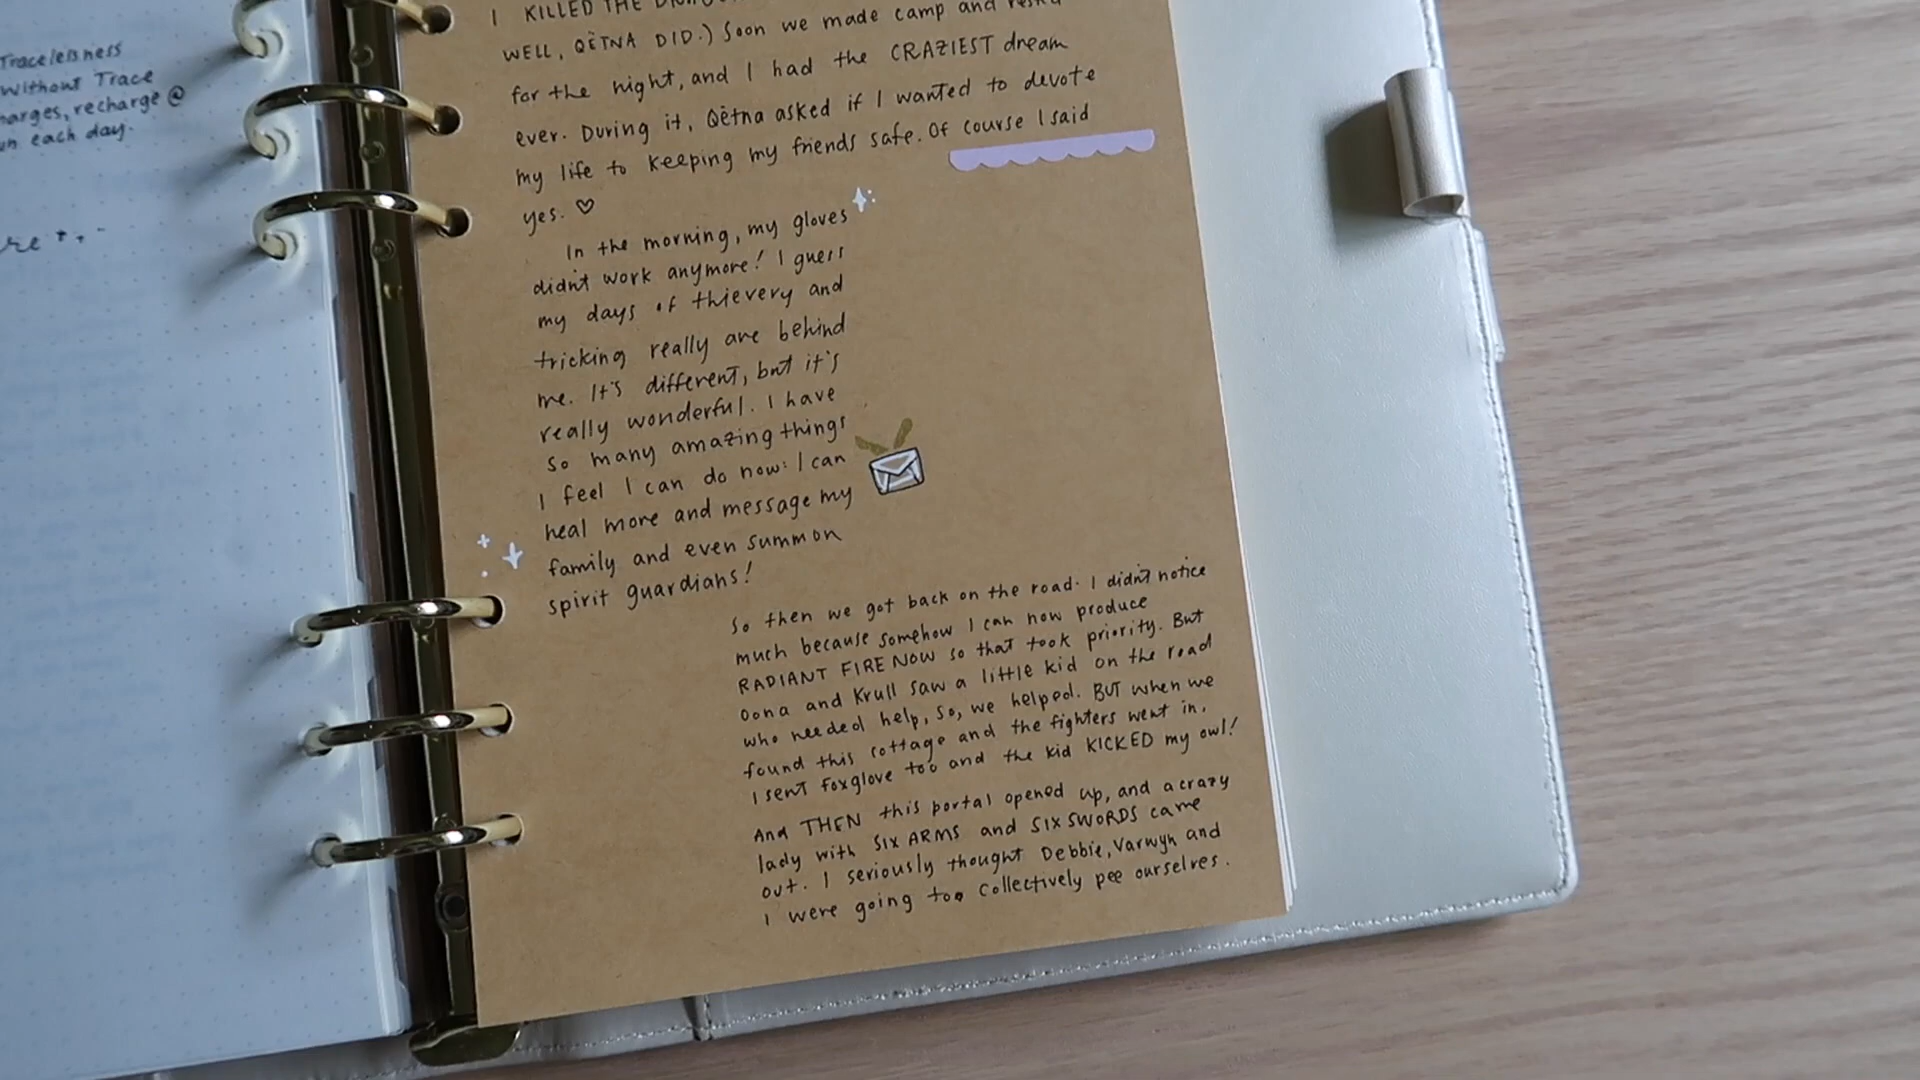 Tracelessness
Without Trace
charges, recharge @
each day.
I KILLED THE
WELL, QËTNA DID.) Soon we made camp and
for the night, and I had the CRAZIEST dream
ever. During it, Qëtna asked if I wanted to devote
my life to keeping my friends safe. Of course I said
yes. ♡
In the morning, my gloves
didn't work anymore! I guess
my days of thievery and
tricking really are behind
me. It's different, but it's
really wonderful. I have
so many amazing things
I feel I can do now: I can
heal more and message my
family and even summon
spirit guardians!
So then we got back on the road. I didn't notice
much because somehow I can now produce
RADIANT FIRE NOW so that took priority. But
Oona and Krull saw a little kid on the road
who needed help, so, we helped. BUT when we
found this cottage and the fighters went in,
I sent Foxglove too and the kid KICKED my owl!
And THEN this portal opened up, and a crazy
lady with SIX ARMS and SIX SWORDS came
out. I seriously thought Debbie, Varwyn and
I were going too collectively pee ourselves.